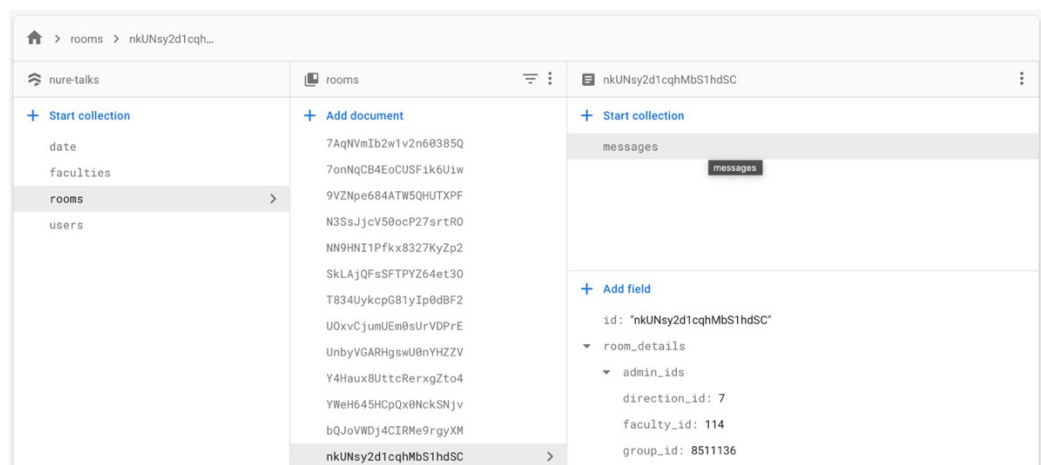 rooms > nkUNsy2d1cqh…
nure-talks
Start collection
date
faculties
rooms
users
rooms
Add document
7AqNVmIb2w1v2n60385Q
7onNqCB4EoCUSFik6Uiw
9VZNpe684ATW5QHUTXPF
N3SsJjcV50ocP27srtRO
NN9HNI1Pfkx8327KyZp2
SkLAjQFsSFTPYZ64et3O
T834UykcpG81yIp0dBF2
UOxvCjumUEm0sUrVDPrE
UnbyVGARHgswU0nYHZZV
Y4Haux8UttcRerxgZto4
YWeH645HCpQx0NckSNjv
bQJoVWDj4CIRMe9rgyXM
nkUNsy2d1cqhMbS1hdSC
nkUNsy2d1cqhMbS1hdSC
Start collection
messages
messages
Add field
id: "nkUNsy2d1cqhMbS1hdSC"
room_details
admin_ids
direction_id: 7
faculty_id: 114
group_id: 8511136